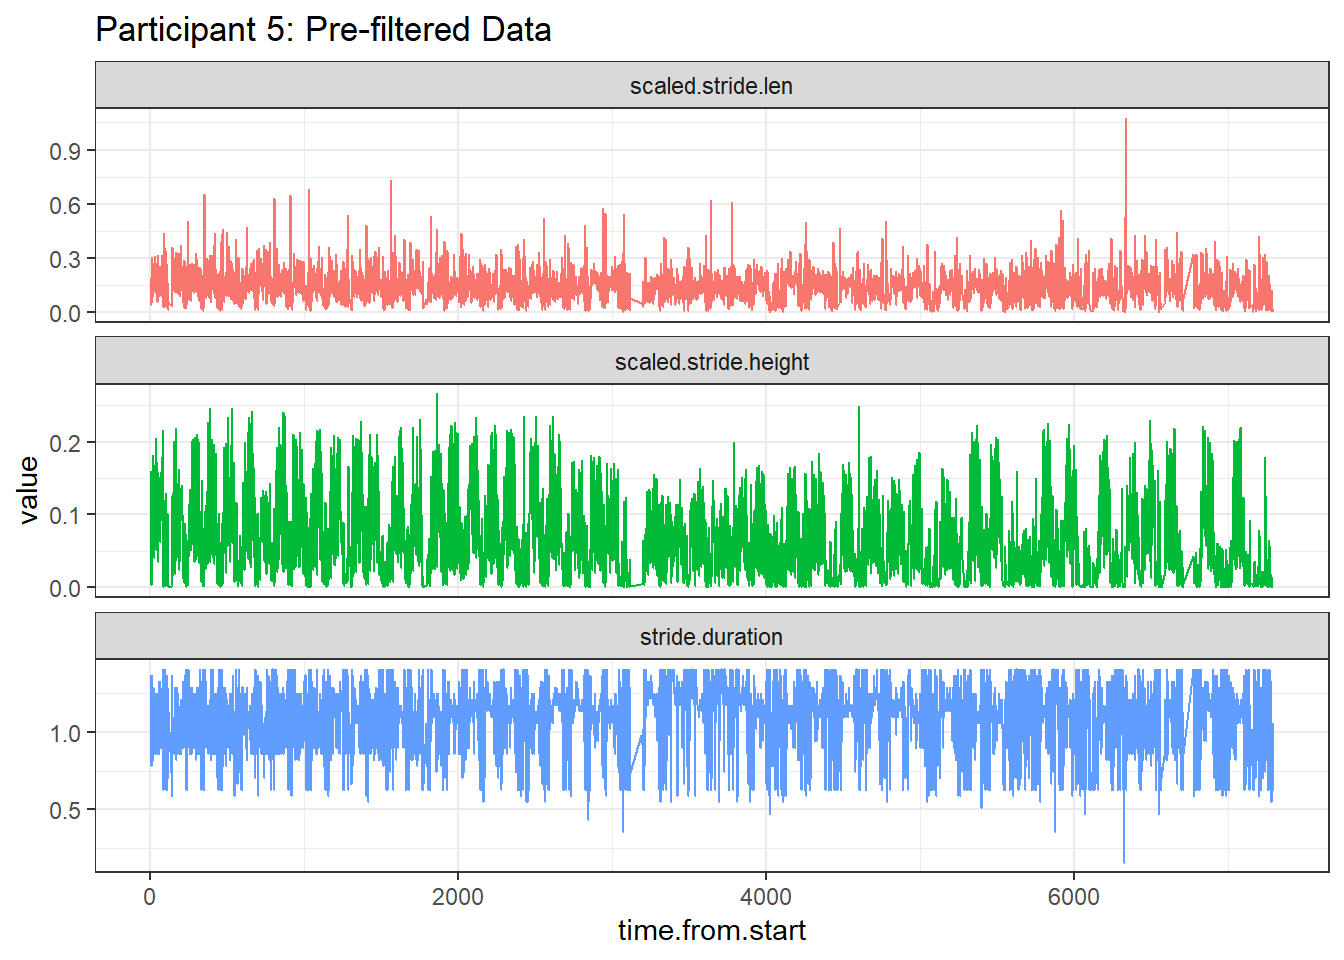 Participant 5: Pre-filtered Data
scaled.stride.len
0.9
0.6
0.3
0.0
scaled.stride.height
0.2
0.1
0.0
value
stride.duration
1.0
0.5
0 2000 4000 6000
time.from.start